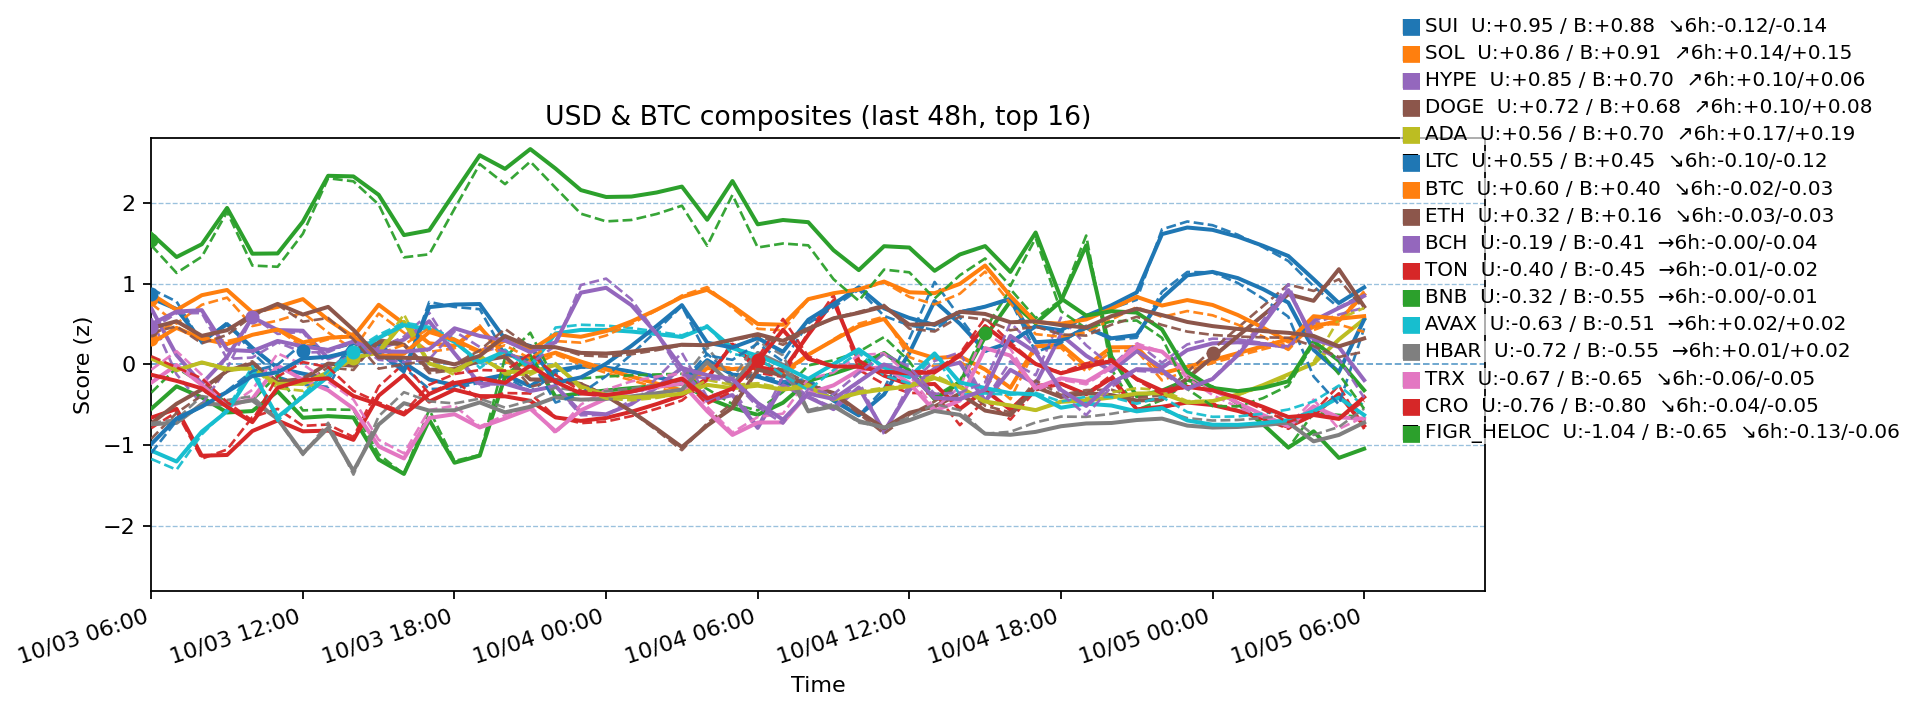 SUI  U:+0.95 / B:+0.88  ↘6h:-0.12/-0.14
SOL  U:+0.86 / B:+0.91  ↗6h:+0.14/+0.15
HYPE  U:+0.85 / B:+0.70  ↗6h:+0.10/+0.06
DOGE  U:+0.72 / B:+0.68  ↗6h:+0.10/+0.08
ADA  U:+0.56 / B:+0.70  ↗6h:+0.17/+0.19
LTC  U:+0.55 / B:+0.45  ↘6h:-0.10/-0.12
BTC  U:+0.60 / B:+0.40  ↘6h:-0.02/-0.03
ETH  U:+0.32 / B:+0.16  ↘6h:-0.03/-0.03
BCH  U:-0.19 / B:-0.41  →6h:-0.00/-0.04
TON  U:-0.40 / B:-0.45  →6h:-0.01/-0.02
BNB  U:-0.32 / B:-0.55  →6h:-0.00/-0.01
AVAX  U:-0.63 / B:-0.51  →6h:+0.02/+0.02
HBAR  U:-0.72 / B:-0.55  →6h:+0.01/+0.02
TRX  U:-0.67 / B:-0.65  ↘6h:-0.06/-0.05
CRO  U:-0.76 / B:-0.80  ↘6h:-0.04/-0.05
FIGR_HELOC  U:-1.04 / B:-0.65  ↘6h:-0.13/-0.06
USD & BTC composites (last 48h, top 16)
Score (z)
2
1
0
−1
−2
10/03 06:00
10/03 12:00
10/03 18:00
10/04 00:00
10/04 06:00
10/04 12:00
10/04 18:00
10/05 00:00
10/05 06:00
Time